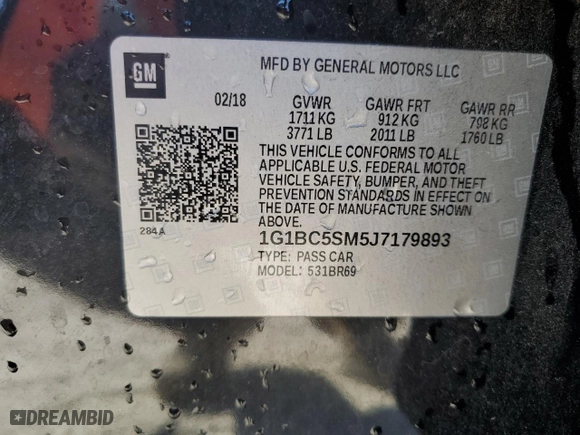 GM
MFD BY GENERAL MOTORS LLC
02/18 GVWR GAWR FRT GAWR RR
1711 KG 912 KG 798 KG
3771 LB 2011 LB 1760 LB
THIS VEHICLE CONFORMS TO ALL
APPLICABLE U.S. FEDERAL MOTOR
VEHICLE SAFETY, BUMPER, AND THEFT
PREVENTION STANDARDS IN EFFECT ON
THE DATE OF MANUFACTURE SHOWN
ABOVE.
284A
1G1BC5SM5J7179893
TYPE: PASS CAR
MODEL: 531BR69
DREAMBID